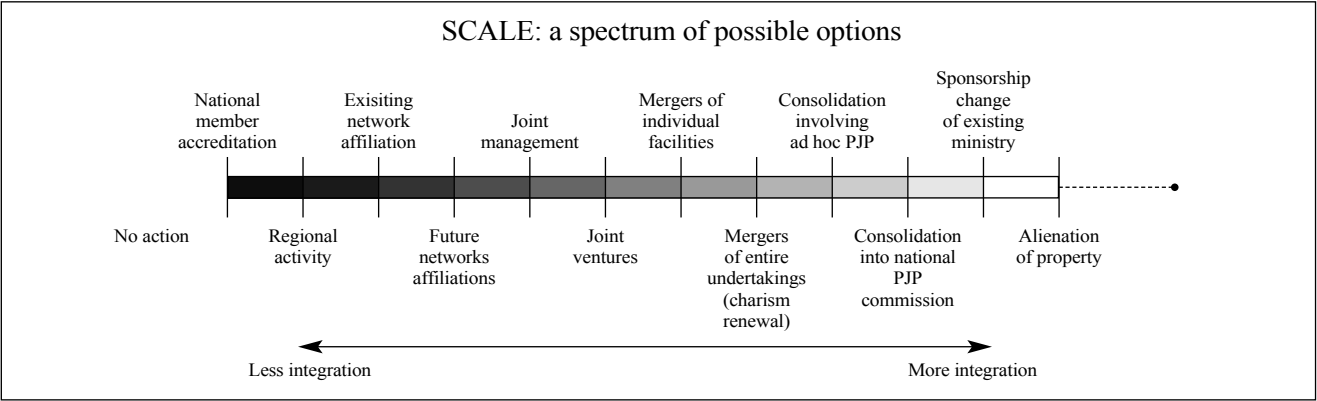 SCALE: a spectrum of possible options
National
member
accreditation
Exisiting
network
affiliation
Joint
management
Mergers of
individual
facilities
Consolidation
involving
ad hoc PJP
Sponsorship
change
of existing
ministry
No action
Regional
activity
Future
networks
affiliations
Joint
ventures
Mergers
of entire
undertakings
(charism
renewal)
Consolidation
into national
PJP
commission
Alienation
of property
Less integration
More integration